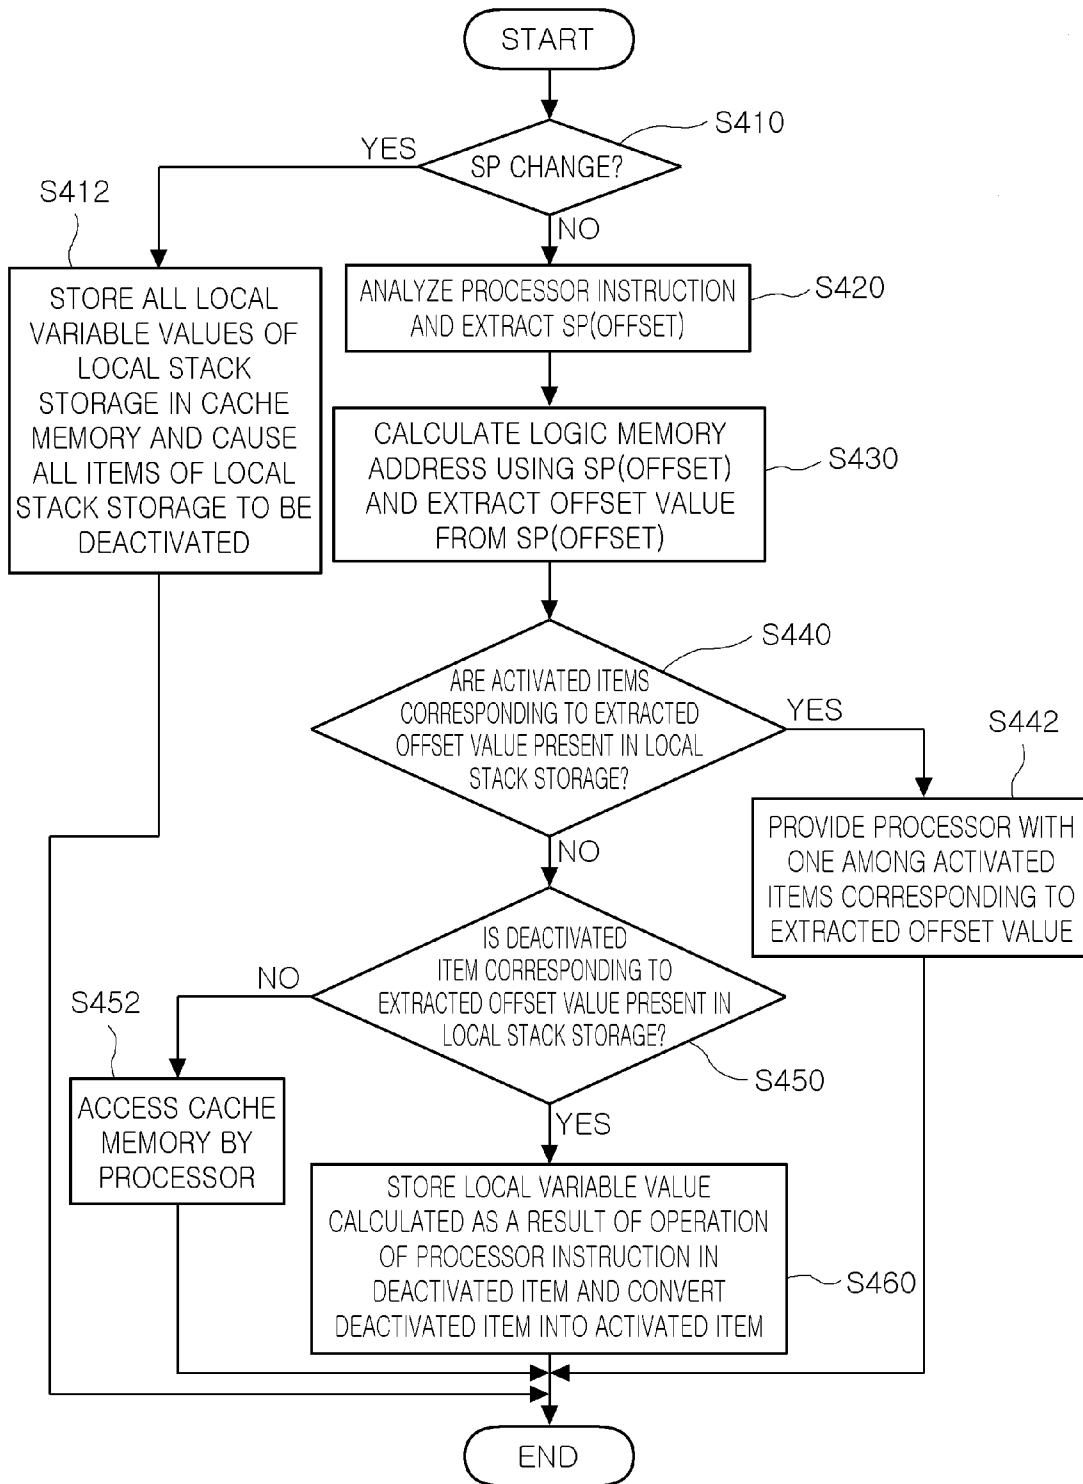 START
S410
YES
SP CHANGE?
S412
NO
STORE ALL LOCAL
VARIABLE VALUES OF
LOCAL STACK
STORAGE IN CACHE
MEMORY AND CAUSE
ALL ITEMS OF LOCAL
STACK STORAGE TO BE
DEACTIVATED
ANALYZE PROCESSOR INSTRUCTION
AND EXTRACT SP(OFFSET)
S420
CALCULATE LOGIC MEMORY
ADDRESS USING SP(OFFSET)
AND EXTRACT OFFSET VALUE
FROM SP(OFFSET)
S430
S440
ARE ACTIVATED ITEMS
CORRESPONDING TO EXTRACTED
OFFSET VALUE PRESENT IN LOCAL
STACK STORAGE?
YES
S442
PROVIDE PROCESSOR WITH
ONE AMONG ACTIVATED
ITEMS CORRESPONDING TO
EXTRACTED OFFSET VALUE
NO
IS DEACTIVATED
ITEM CORRESPONDING TO
EXTRACTED OFFSET VALUE PRESENT IN
LOCAL STACK STORAGE?
NO
S452
S450
ACCESS CACHE
MEMORY BY
PROCESSOR
YES
STORE LOCAL VARIABLE VALUE
CALCULATED AS A RESULT OF OPERATION
OF PROCESSOR INSTRUCTION IN
DEACTIVATED ITEM AND CONVERT
DEACTIVATED ITEM INTO ACTIVATED ITEM
S460
END